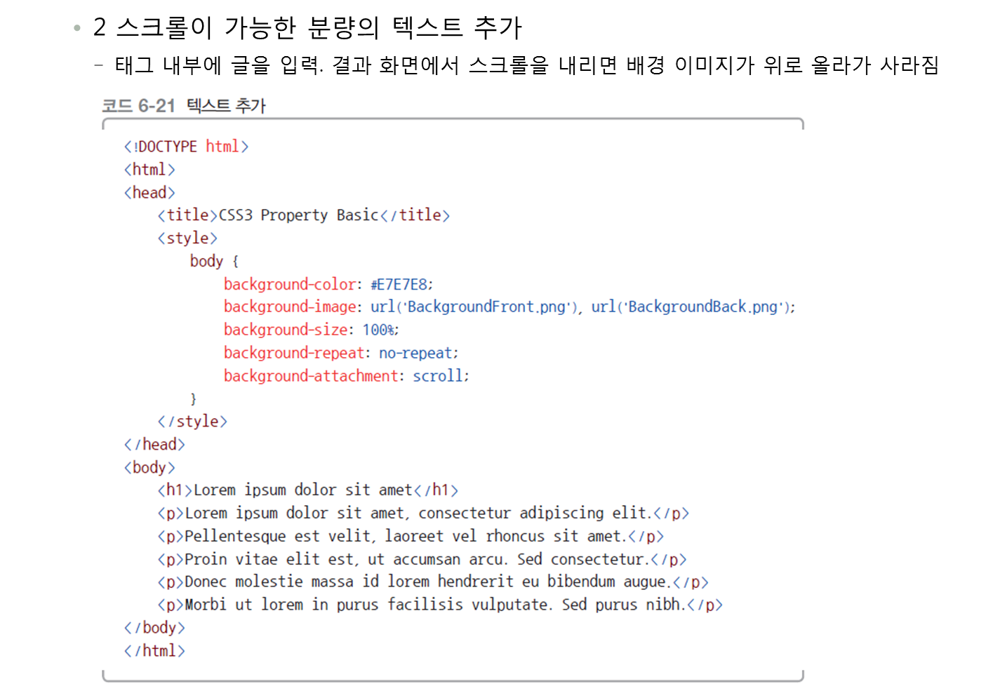 • 2 스크롤이 가능한 분량의 텍스트 추가
– 태그 내부에 글을 입력. 결과 화면에서 스크롤을 내리면 배경 이미지가 위로 올라가 사라짐
코드 6-21 텍스트 추가
<!DOCTYPE html>
<html>
<head>
    <title>CSS3 Property Basic</title>
    <style>
        body {
            background-color: #E7E7E8;
            background-image: url('BackgroundFront.png'), url('BackgroundBack.png');
            background-size: 100%;
            background-repeat: no-repeat;
            background-attachment: scroll;
        }
    </style>
</head>
<body>
    <h1>Lorem ipsum dolor sit amet</h1>
    <p>Lorem ipsum dolor sit amet, consectetur adipiscing elit.</p>
    <p>Pellentesque est velit, laoreet vel rhoncus sit amet.</p>
    <p>Proin vitae elit est, ut accumsan arcu. Sed consectetur.</p>
    <p>Donec molestie massa id lorem hendrerit eu bibendum augue.</p>
    <p>Morbi ut lorem in purus facilisis vulputate. Sed purus nibh.</p>
</body>
</html>